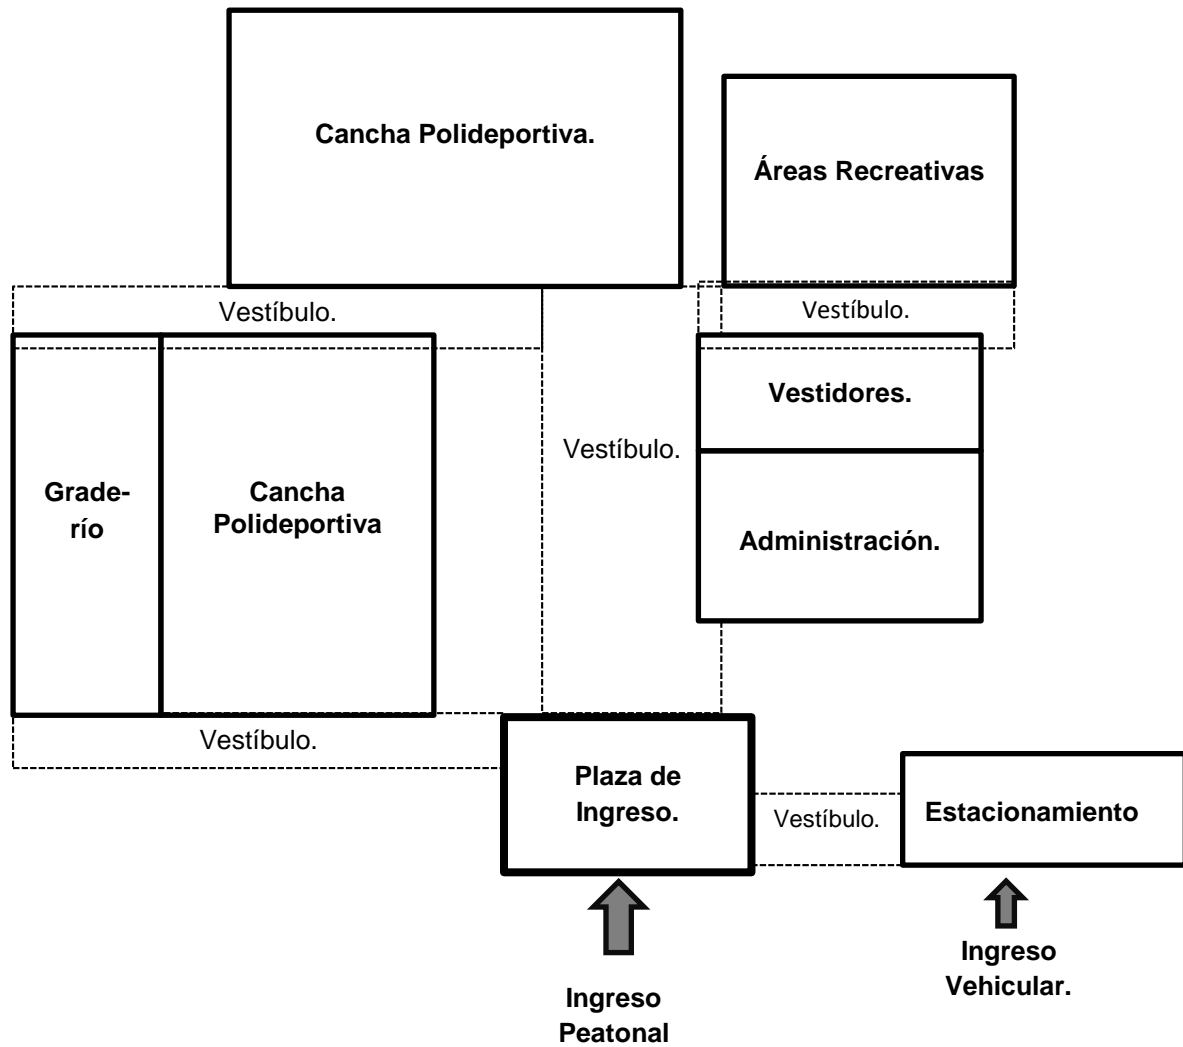 Cancha Polideportiva.
Áreas Recreativas
Vestíbulo.
Vestíbulo.
Vestidores.
Vestíbulo.
Grade-
río
Cancha
Polideportiva
Administración.
Vestíbulo.
Plaza de
Ingreso.
Vestíbulo.
Estacionamiento
Ingreso
Vehicular.
Ingreso
Peatonal